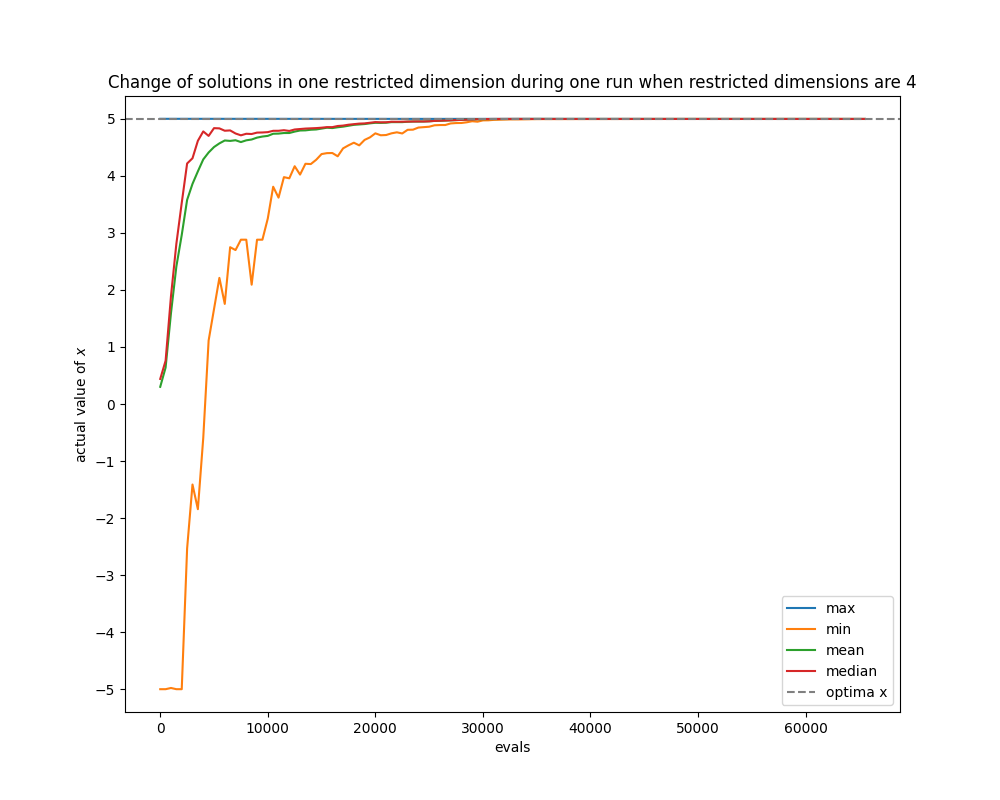 Change of solutions in one restricted dimension during one run when restricted dimensions are 4
5
4
3
2
1
0
−1
−2
−3
−4
−5
actual value of x
0 10000 20000 30000 40000 50000 60000
evals
max
min
mean
median
optima x